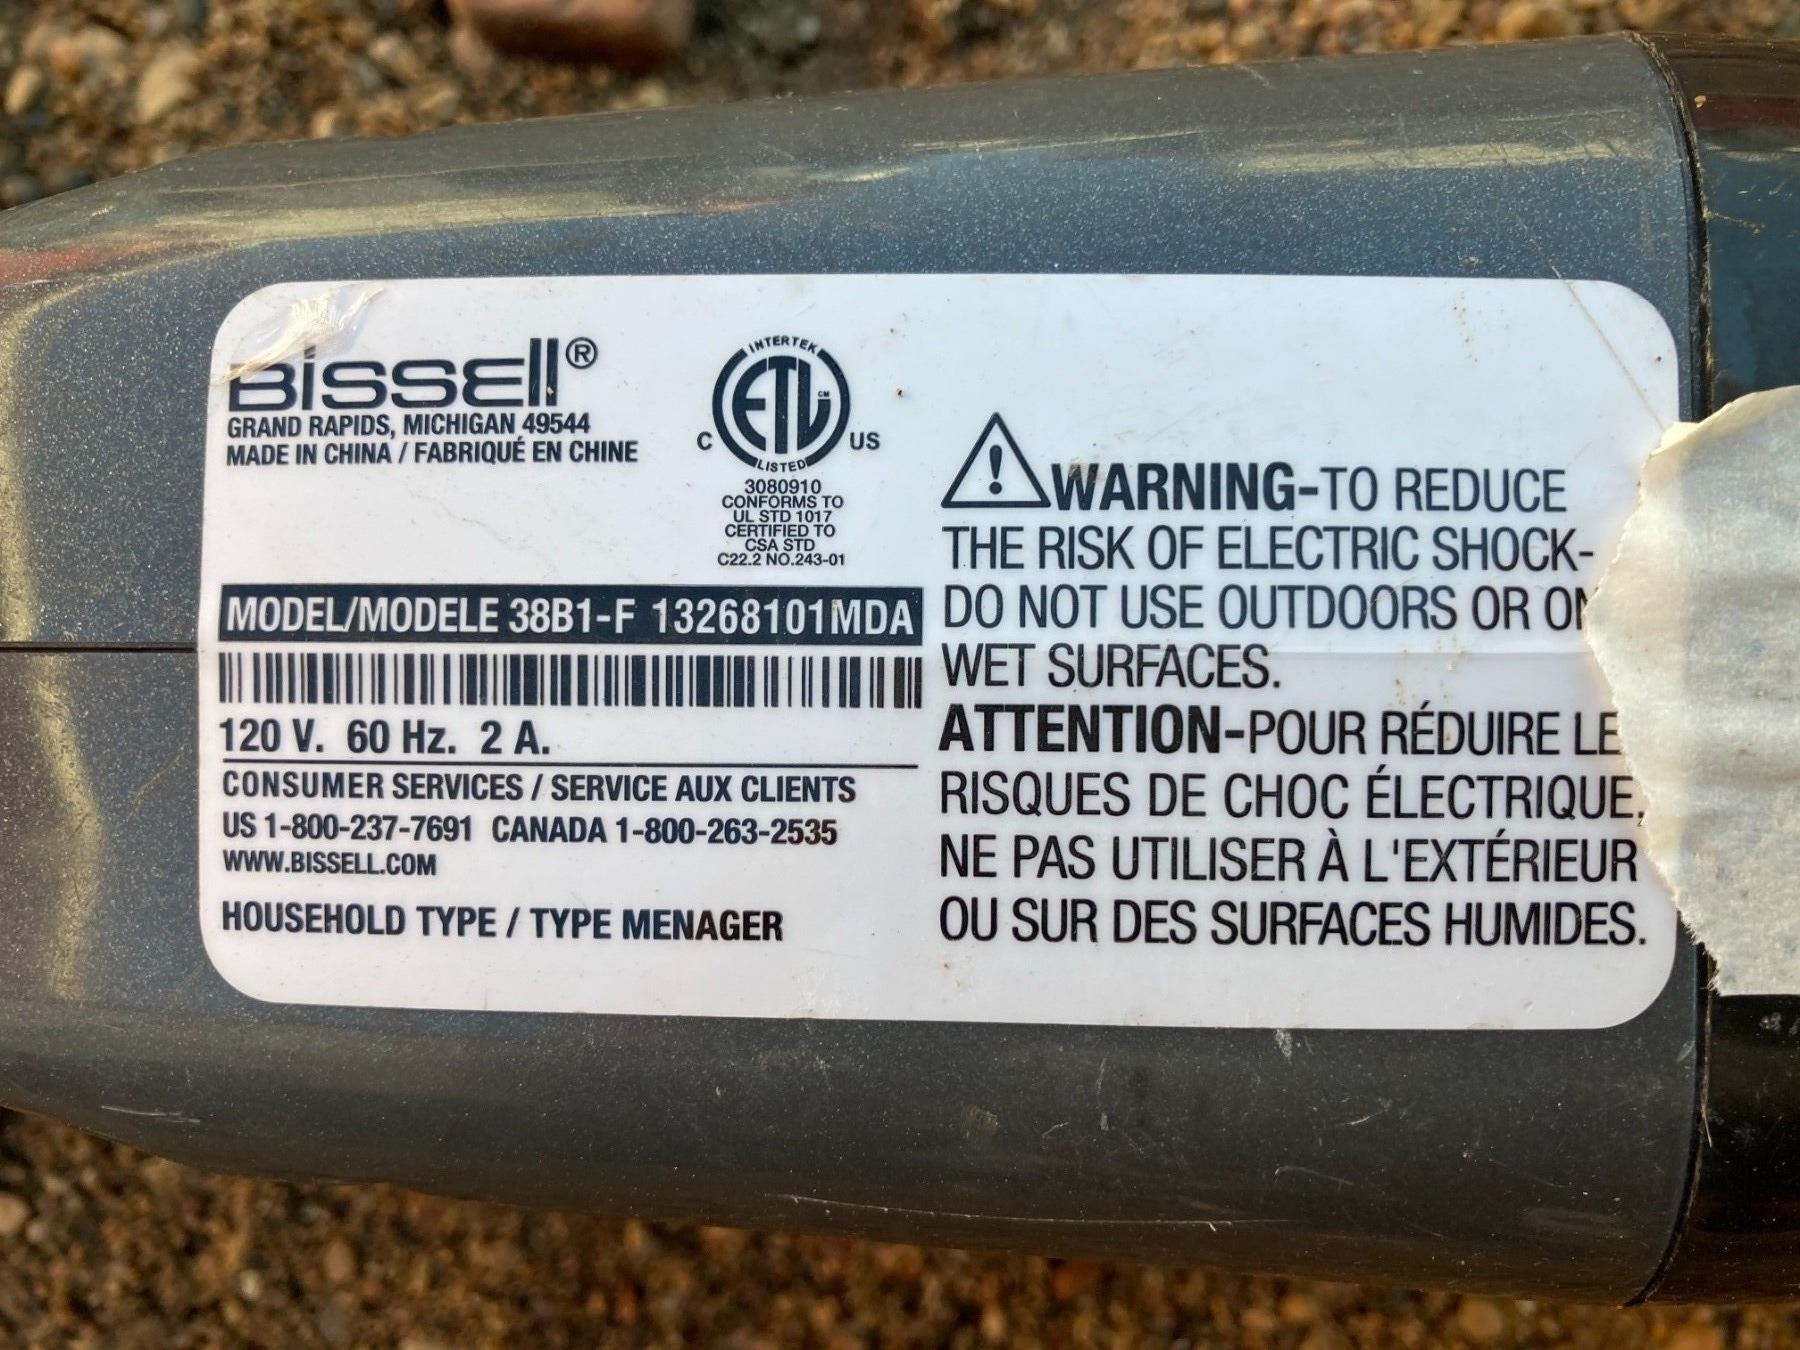 BISSELL®
GRAND RAPIDS, MICHIGAN 49544
MADE IN CHINA / FABRIQUÉ EN CHINE
INTERTEK
ETL CM
C US
LISTED
3080910
CONFORMS TO
UL STD 1017
CERTIFIED TO
CSA STD
C22.2 NO.243-01
MODEL/MODELE 38B1-F 13268101MDA
120 V. 60 Hz. 2 A.
CONSUMER SERVICES / SERVICE AUX CLIENTS
US 1-800-237-7691 CANADA 1-800-263-2535
WWW.BISSELL.COM
HOUSEHOLD TYPE / TYPE MENAGER
WARNING-TO REDUCE
THE RISK OF ELECTRIC SHOCK-
DO NOT USE OUTDOORS OR ON
WET SURFACES.
ATTENTION-POUR RÉDUIRE LE
RISQUES DE CHOC ÉLECTRIQUE,
NE PAS UTILISER À L'EXTÉRIEUR
OU SUR DES SURFACES HUMIDES.